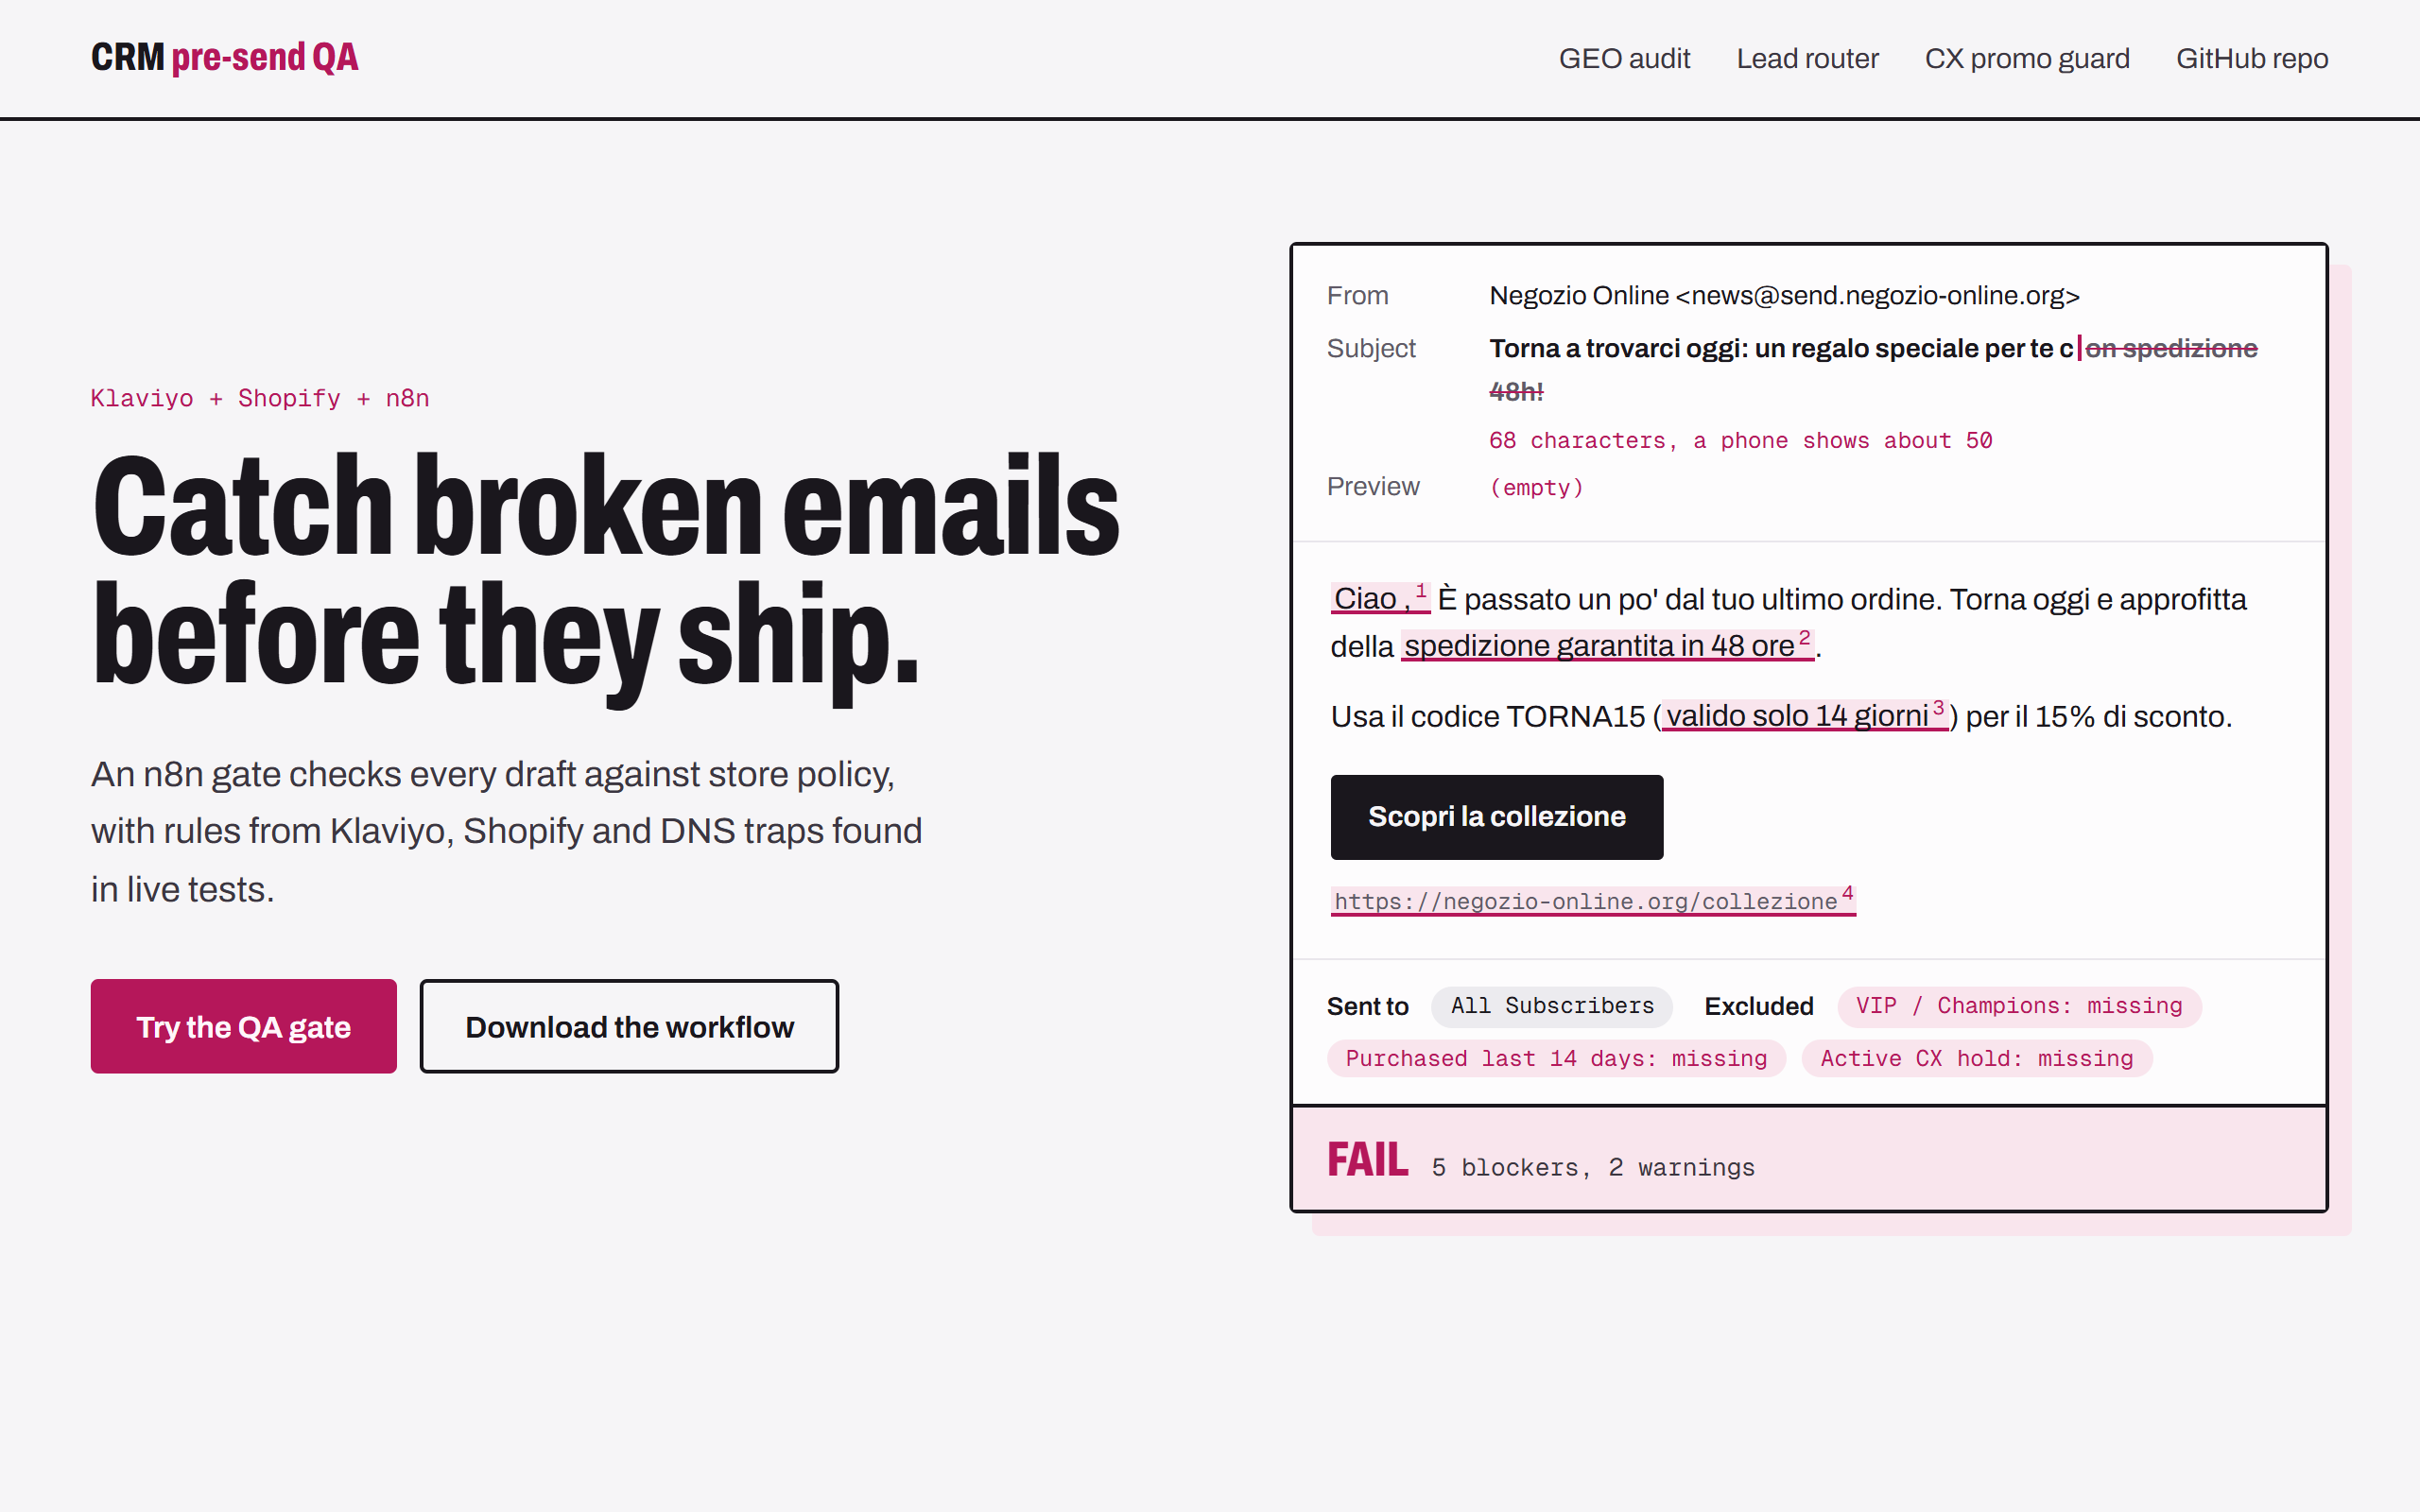 CRM pre-send QA
GEO audit
Lead router
CX promo guard
GitHub repo
Klaviyo + Shopify + n8n
Catch broken emails
before they ship.
An n8n gate checks every draft against store policy,
with rules from Klaviyo, Shopify and DNS traps found
in live tests.
Try the QA gate
Download the workflow
From Negozio Online <news@send.negozio-online.org>
Subject Torna a trovarci oggi: un regalo speciale per te c on spedizione
48h!
68 characters, a phone shows about 50
Preview (empty)
Ciao , 1 È passato un po' dal tuo ultimo ordine. Torna oggi e approfitta
della spedizione garantita in 48 ore 2.
Usa il codice TORNA15 (valido solo 14 giorni 3) per il 15% di sconto.
Scopri la collezione
https://negozio-online.org/collezione 4
Sent to All Subscribers Excluded VIP / Champions: missing
Purchased last 14 days: missing Active CX hold: missing
FAIL 5 blockers, 2 warnings